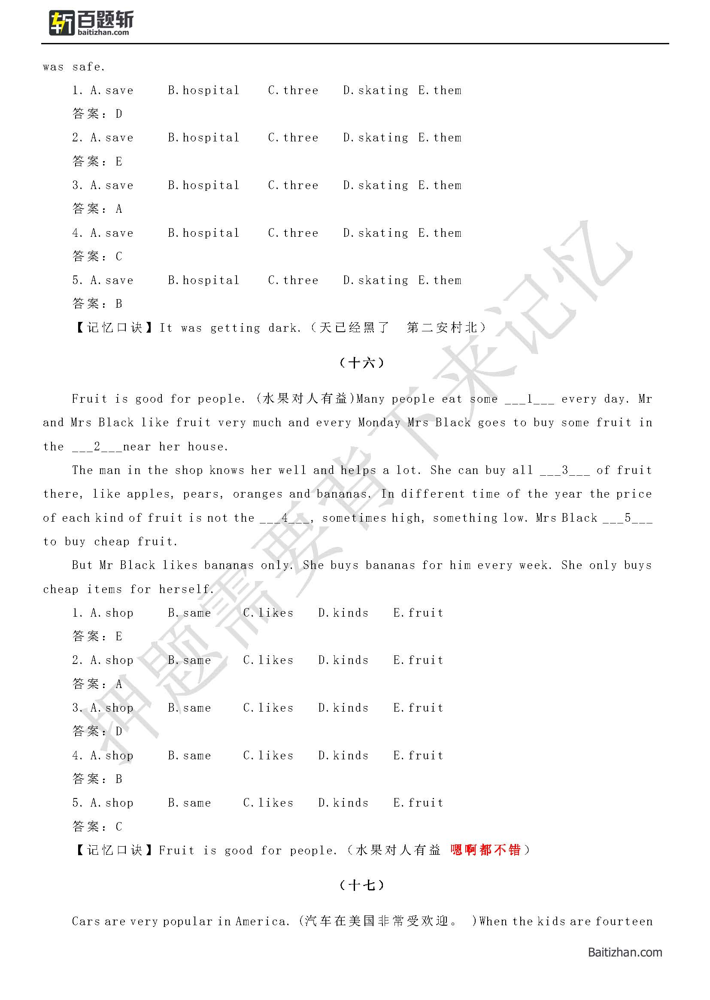 斩 百题斩
baitizhan.com
was safe.
1. A.save B.hospital C.three D.skating E.them
答案：D
2. A.save B.hospital C.three D.skating E.them
答案：E
3. A.save B.hospital C.three D.skating E.them
答案：A
4. A.save B.hospital C.three D.skating E.them
答案：C
5. A.save B.hospital C.three D.skating E.them
答案：B
【记忆口诀】It was getting dark.（天已经黑了 第二安村北）
（十六）
Fruit is good for people. (水果对人有益)Many people eat some ___1___ every day. Mr
and Mrs Black like fruit very much and every Monday Mrs Black goes to buy some fruit in
the ___2___near her house.
The man in the shop knows her well and helps a lot. She can buy all ___3___ of fruit
there, like apples, pears, oranges and bananas. In different time of the year the price
of each kind of fruit is not the ___4___, sometimes high, something low. Mrs Black ___5___
to buy cheap fruit.
But Mr Black likes bananas only. She buys bananas for him every week. She only buys
cheap items for herself.
1. A.shop B.same C.likes D.kinds E.fruit
答案：E
2. A.shop B.same C.likes D.kinds E.fruit
答案：A
3. A.shop B.same C.likes D.kinds E.fruit
答案：D
4. A.shop B.same C.likes D.kinds E.fruit
答案：B
5. A.shop B.same C.likes D.kinds E.fruit
答案：C
【记忆口诀】Fruit is good for people.（水果对人有益 嗯啊都不错）
（十七）
Cars are very popular in America. (汽车在美国非常受欢迎。 )When the kids are fourteen
Baitizhan.com
押题需要背下来记忆